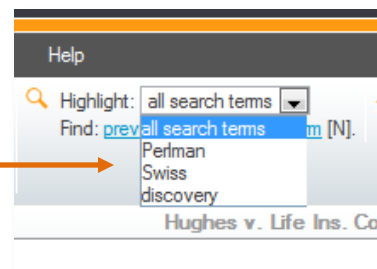 Help
Highlight: all search terms
Find: prev all search terms m [N].
Perlman
Swiss
discovery
Hughes v. Life Ins. Co